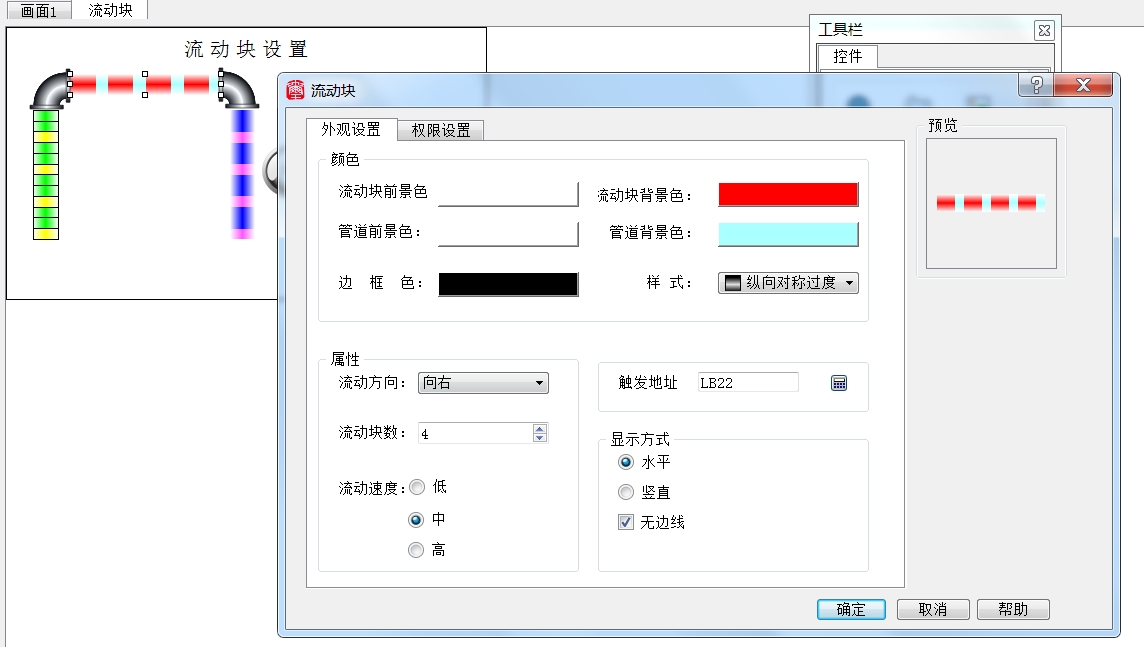 画面1 流动块
流动块设置
工具栏
控件
流动块
外观设置 权限设置
预览
颜色
流动块前景色 流动块背景色：
管道前景色： 管道背景色：
边 框 色： 样 式： 纵向对称过度
属性
流动方向： 向右
触发地址 LB22
流动块数： 4
显示方式
水平
流动速度： 低
竖直
中
无边线
高
确定 取消 帮助